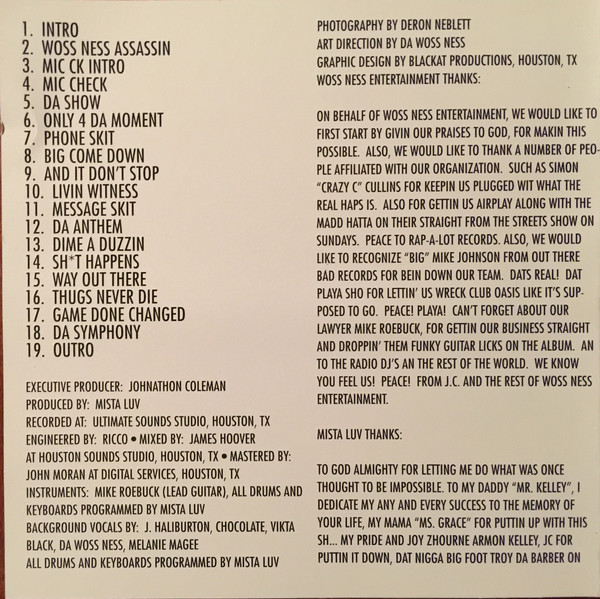 1. INTRO
2. WOSS NESS ASSASSIN
3. MIC CK INTRO
4. MIC CHECK
5. DA SHOW
6. ONLY 4 DA MOMENT
7. PHONE SKIT
8. BIG COME DOWN
9. AND IT DON'T STOP
10. LIVIN WITNESS
11. MESSAGE SKIT
12. DA ANTHEM
13. DIME A DUZZIN
14. SH*T HAPPENS
15. WAY OUT THERE
16. THUGS NEVER DIE
17. GAME DONE CHANGED
18. DA SYMPHONY
19. OUTRO
EXECUTIVE PRODUCER: JOHNATHON COLEMAN
PRODUCED BY: MISTA LUV
RECORDED AT: ULTIMATE SOUNDS STUDIO, HOUSTON, TX
ENGINEERED BY: RICCO • MIXED BY: JAMES HOOVER
AT HOUSTON SOUNDS STUDIO, HOUSTON, TX • MASTERED BY:
JOHN MORAN AT DIGITAL SERVICES, HOUSTON, TX
INSTRUMENTS: MIKE ROEBUCK (LEAD GUITAR), ALL DRUMS AND
KEYBOARDS PROGRAMMED BY MISTA LUV
BACKGROUND VOCALS BY: J. HALIBURTON, CHOCOLATE, VIKTA
BLACK, DA WOSS NESS, MELANIE MAGEE
ALL DRUMS AND KEYBOARDS PROGRAMMED BY MISTA LUV
PHOTOGRAPHY BY DERON NEBLETT
ART DIRECTION BY DA WOSS NESS
GRAPHIC DESIGN BY BLACKAT PRODUCTIONS, HOUSTON, TX
WOSS NESS ENTERTAINMENT THANKS:
ON BEHALF OF WOSS NESS ENTERTAINMENT, WE WOULD LIKE TO
FIRST START BY GIVIN OUR PRAISES TO GOD, FOR MAKIN THIS
POSSIBLE. ALSO, WE WOULD LIKE TO THANK A NUMBER OF PEO-
PLE AFFILIATED WITH OUR ORGANIZATION. SUCH AS SIMON
"CRAZY C" CULLINS FOR KEEPIN US PLUGGED WIT WHAT THE
REAL HAPS IS. ALSO FOR GETTIN US AIRPLAY ALONG WITH THE
MADD HATTA ON THEIR STRAIGHT FROM THE STREETS SHOW ON
SUNDAYS. PEACE TO RAP-A-LOT RECORDS. ALSO, WE WOULD
LIKE TO RECOGNIZE "BIG" MIKE JOHNSON FROM OUT THERE
BAD RECORDS FOR BEIN DOWN OUR TEAM. DATS REAL! DAT
PLAYA SHO FOR LETTIN' US WRECK CLUB OASIS LIKE IT'S SUP-
POSED TO GO. PEACE! PLAYA! CAN'T FORGET ABOUT OUR
LAWYER MIKE ROEBUCK, FOR GETTIN OUR BUSINESS STRAIGHT
AND DROPPIN' THEM FUNKY GUITAR LICKS ON THE ALBUM. AN
TO THE RADIO DJ'S AN THE REST OF THE WORLD. WE KNOW
YOU FEEL US! PEACE! FROM J.C. AND THE REST OF WOSS NESS
ENTERTAINMENT.
MISTA LUV THANKS:
TO GOD ALMIGHTY FOR LETTING ME DO WHAT WAS ONCE
THOUGHT TO BE IMPOSSIBLE. TO MY DADDY "MR. KELLEY", I
DEDICATE MY ANY AND EVERY SUCCESS TO THE MEMORY OF
YOUR LIFE, MY MAMA "MS. GRACE" FOR PUTTIN UP WITH THIS
SH... MY PRIDE AND JOY ZHOURNE ARMON KELLEY, JC FOR
PUTTIN IT DOWN, DAT NIGGA BIG FOOT TROY DA BARBER ON